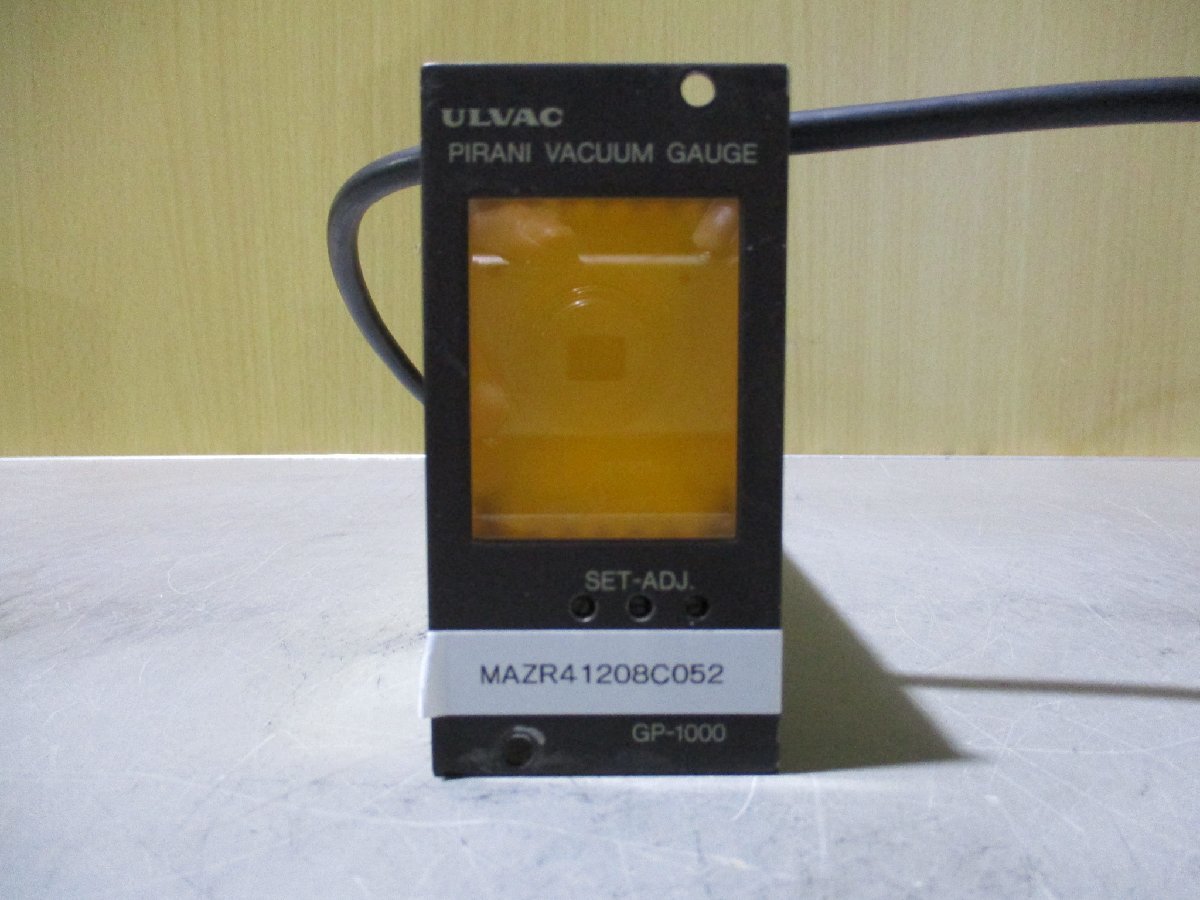 ULVAC
PIRANI VACUUM GAUGE
SET-ADJ.
MAZR41208C052
GP-1000